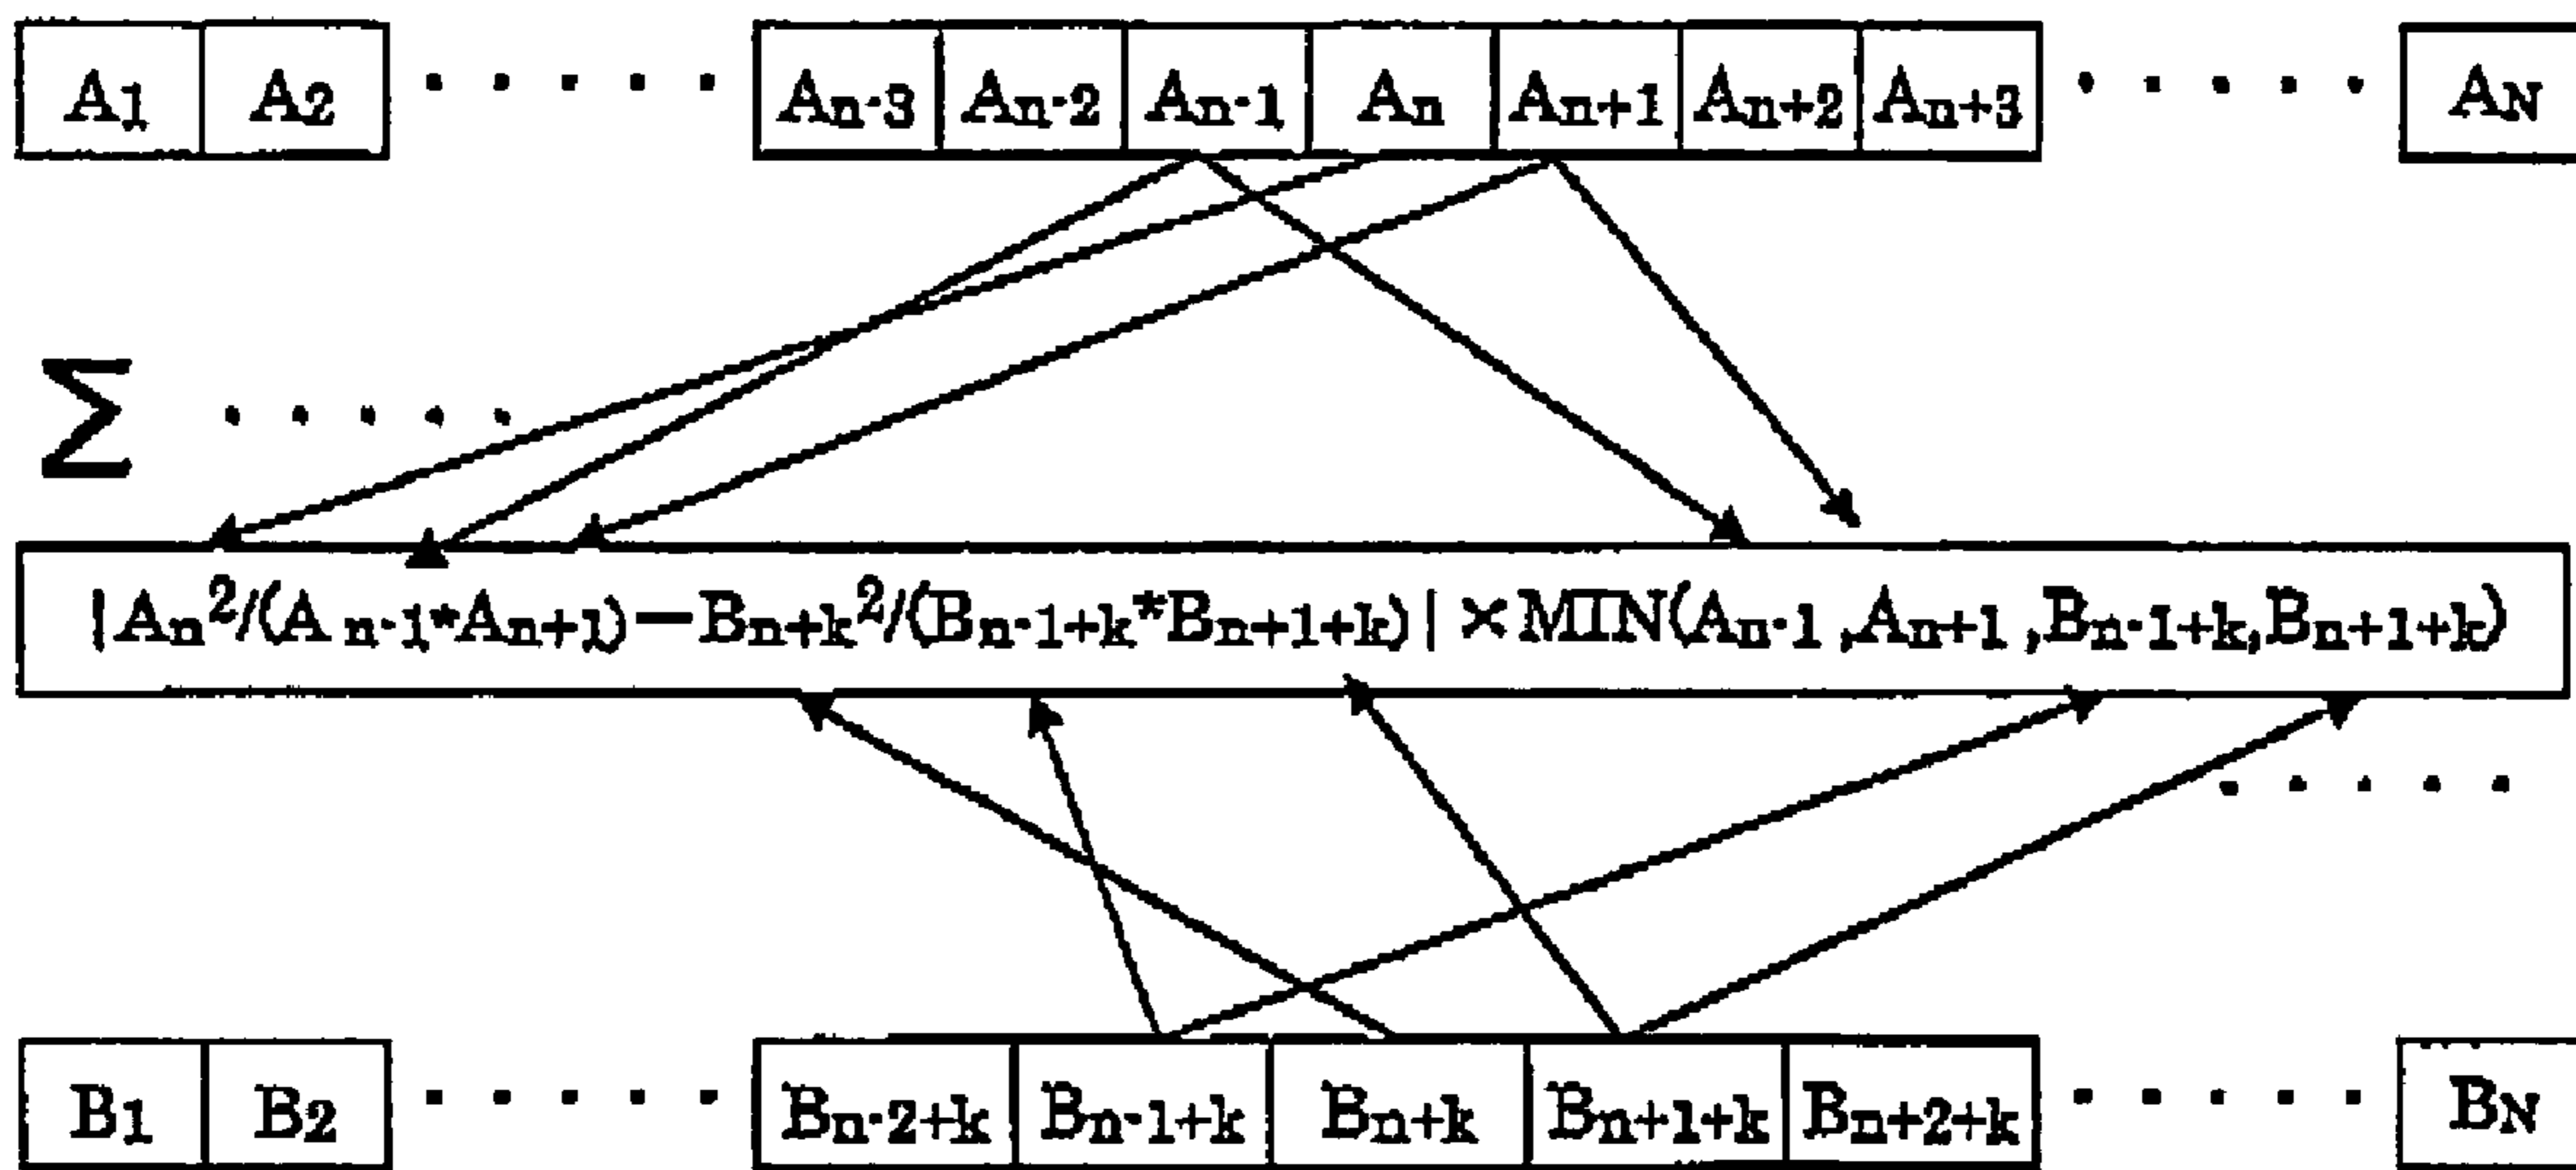 A1 A2 ····· An-3 An-2 An-1 An An+1 An+2 An+3 ····· AN
Σ ·····
|An²/(An-1*An+1)−Bn+k²/(Bn-1+k*Bn+1+k)|×MIN(An-1,An+1,Bn-1+k,Bn+1+k)
·····
B1 B2 ····· Bn-2+k Bn-1+k Bn+k Bn+1+k Bn+2+k ····· BN